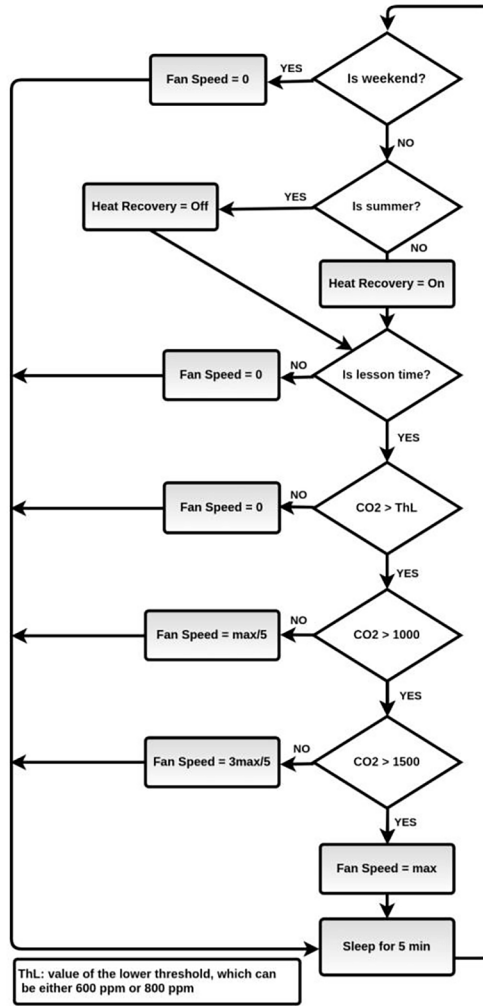 Is weekend?
YES
Fan Speed = 0
NO
Is summer?
YES
Heat Recovery = Off
NO
Heat Recovery = On
Is lesson time?
NO
Fan Speed = 0
YES
CO2 > ThL
NO
Fan Speed = 0
YES
CO2 > 1000
NO
Fan Speed = max/5
YES
CO2 > 1500
NO
Fan Speed = 3max/5
YES
Fan Speed = max
Sleep for 5 min
ThL: value of the lower threshold, which can
be either 600 ppm or 800 ppm